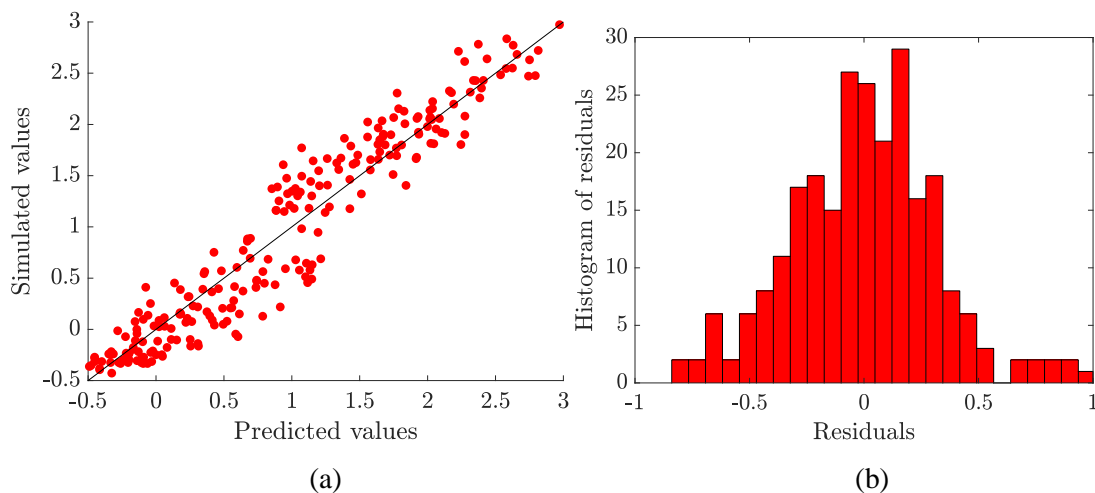 3
2.5
2
1.5
1
0.5
0
-0.5
Simulated values
-0.5 0 0.5 1 1.5 2 2.5 3
Predicted values
(a)
30
25
20
15
10
5
0
Histogram of residuals
-1 -0.5 0 0.5 1
Residuals
(b)